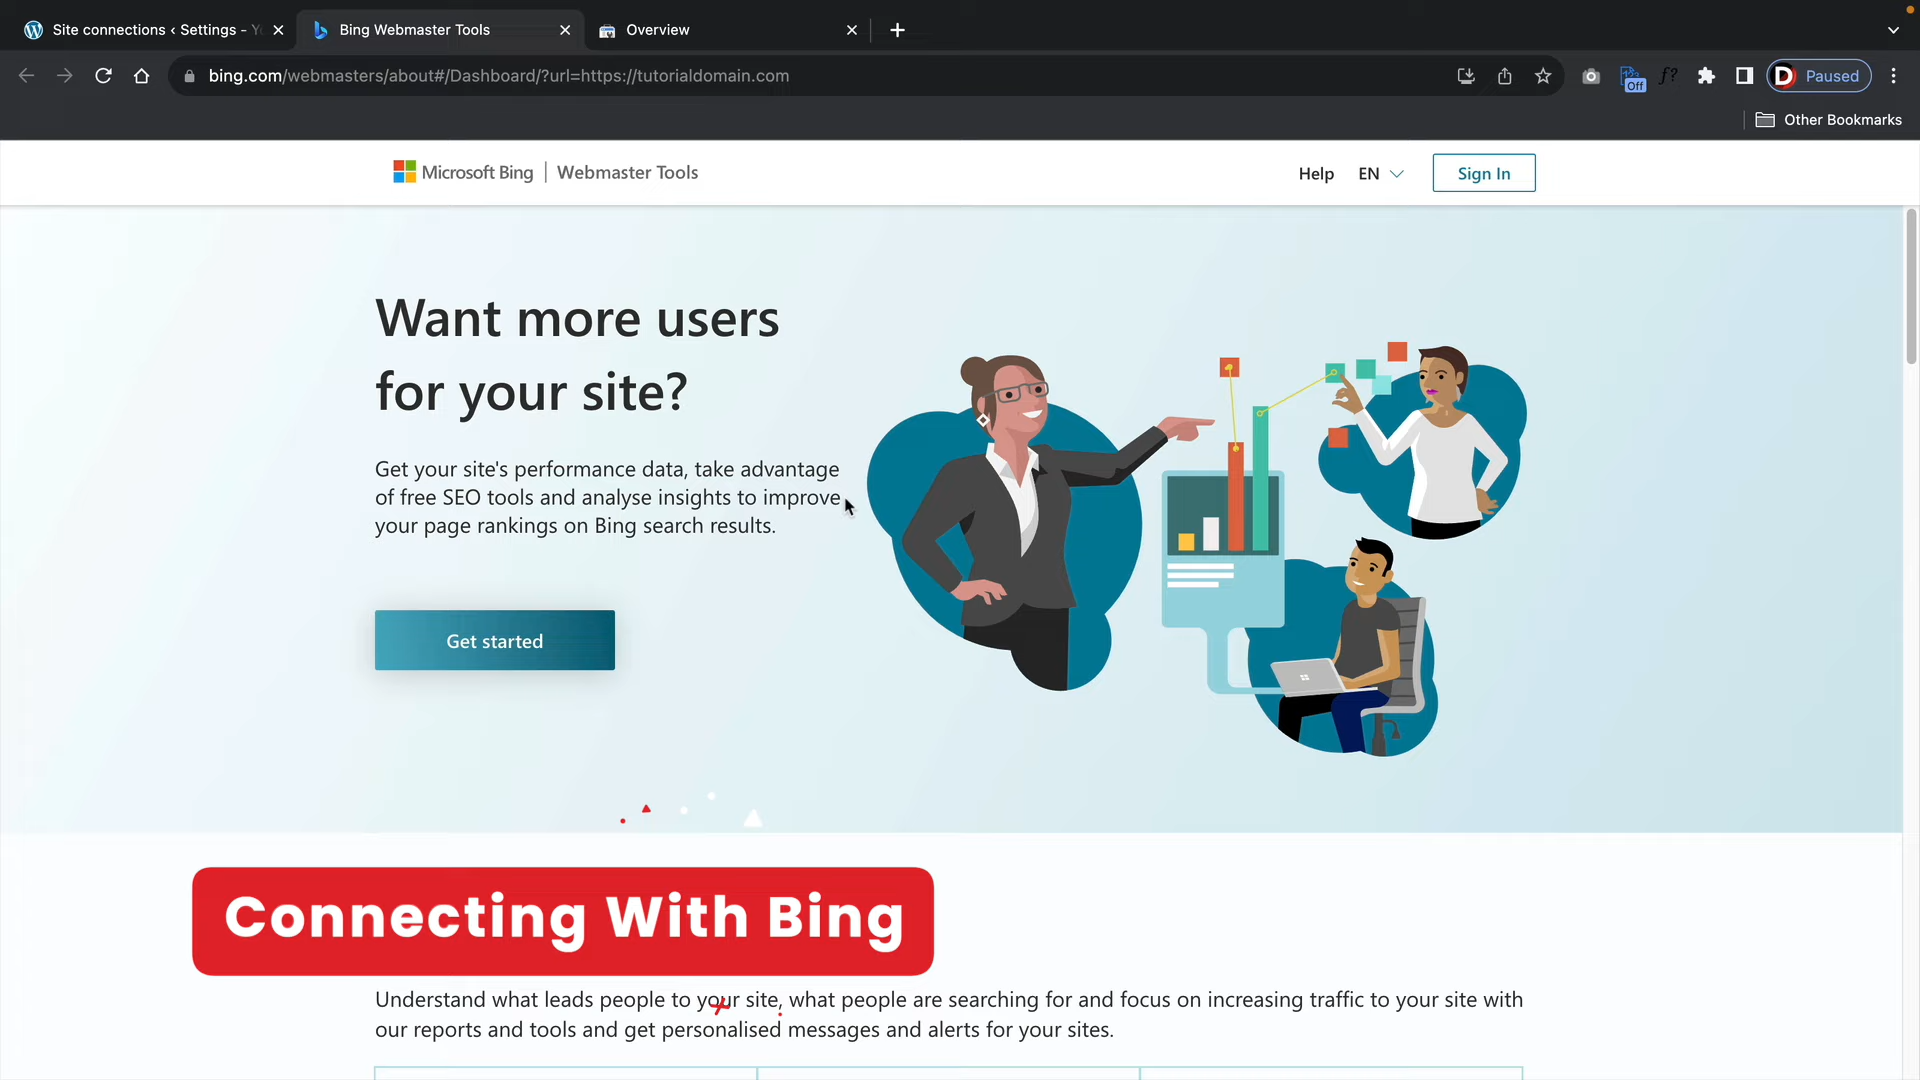 Site connections ‹ Settings -
Bing Webmaster Tools
Overview
bing.com/webmasters/about#/Dashboard/?url=https://tutorialdomain.com
Off
f?
D
Paused
Other Bookmarks
Microsoft Bing | Webmaster Tools
Help
EN
Sign In
Want more users
for your site?
Get your site's performance data, take advantage
of free SEO tools and analyse insights to improve
your page rankings on Bing search results.
Get started
Connecting With Bing
Understand what leads people to your site, what people are searching for and focus on increasing traffic to your site with
our reports and tools and get personalised messages and alerts for your sites.